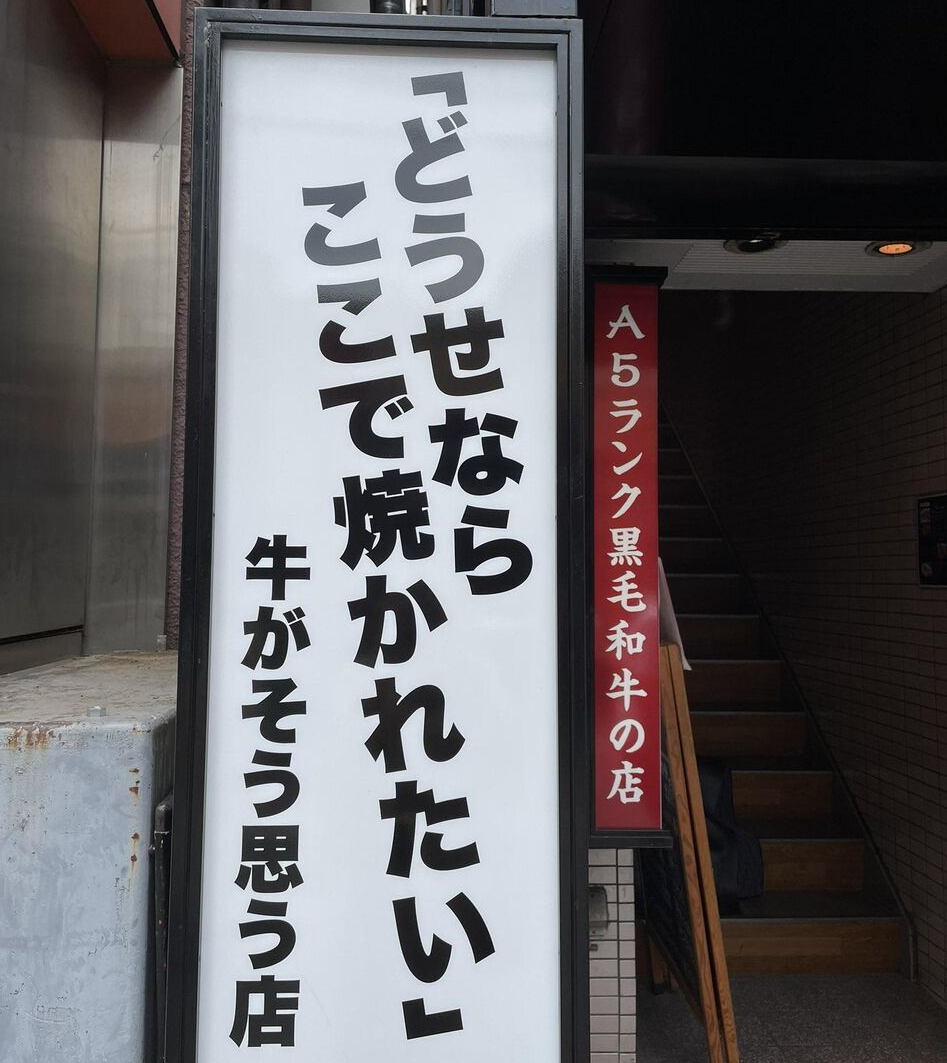 「どうせなら
ここで焼かれたい」
牛がそう思う店
A5ランク黒毛和牛の店